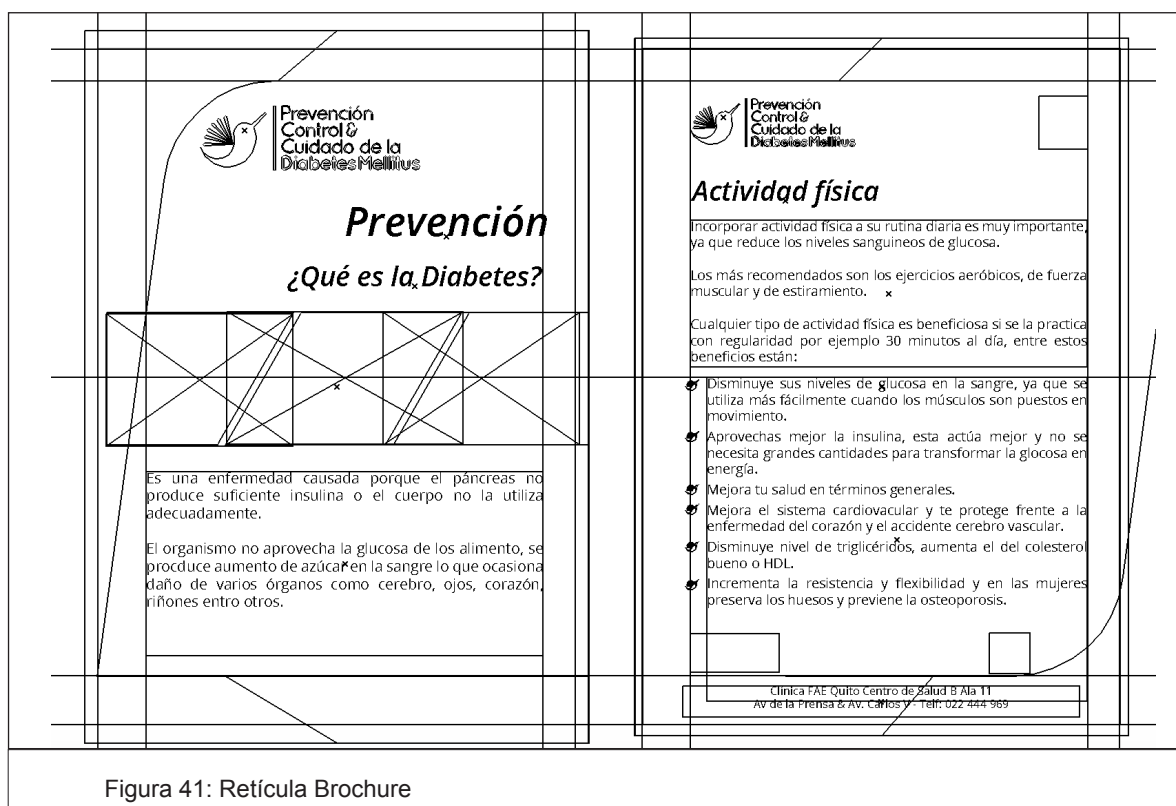 Prevención
Control &
Cuidado de la
Diabetes Mellitus
Prevención
¿Qué es la Diabetes?
Es una enfermedad causada porque el páncreas no
produce suficiente insulina o el cuerpo no la utiliza
adecuadamente.
El organismo no aprovecha la glucosa de los alimento, se
procduce aumento de azúcar en la sangre lo que ocasiona
daño de varios órganos como cerebro, ojos, corazón,
riñones entro otros.
Prevención
Control &
Cuidado de la
Diabetes Mellitus
Actividad física
Incorporar actividad física a su rutina diaria es muy importante,
ya que reduce los niveles sanguineos de glucosa.
Los más recomendados son los ejercicios aeróbicos, de fuerza
muscular y de estiramiento.
Cualquier tipo de actividad física es beneficiosa si se la practica
con regularidad por ejemplo 30 minutos al día, entre estos
beneficios están:
Disminuye sus niveles de glucosa en la sangre, ya que se
utiliza más fácilmente cuando los músculos son puestos en
movimiento.
Aprovechas mejor la insulina, esta actúa mejor y no se
necesita grandes cantidades para transformar la glocosa en
energía.
Mejora tu salud en términos generales.
Mejora el sistema cardiovacular y te protege frente a la
enfermedad del corazón y el accidente cerebro vascular.
Disminuye nivel de triglicéridos, aumenta el del colesterol
bueno o HDL.
Incrementa la resistencia y flexibilidad y en las mujeres
preserva los huesos y previene la osteoporosis.
Clinica FAE Quito Centro de Salud B Ala 11
Av de la Prensa & Av. Carlos V - Telf: 022 444 969
Figura 41: Retícula Brochure